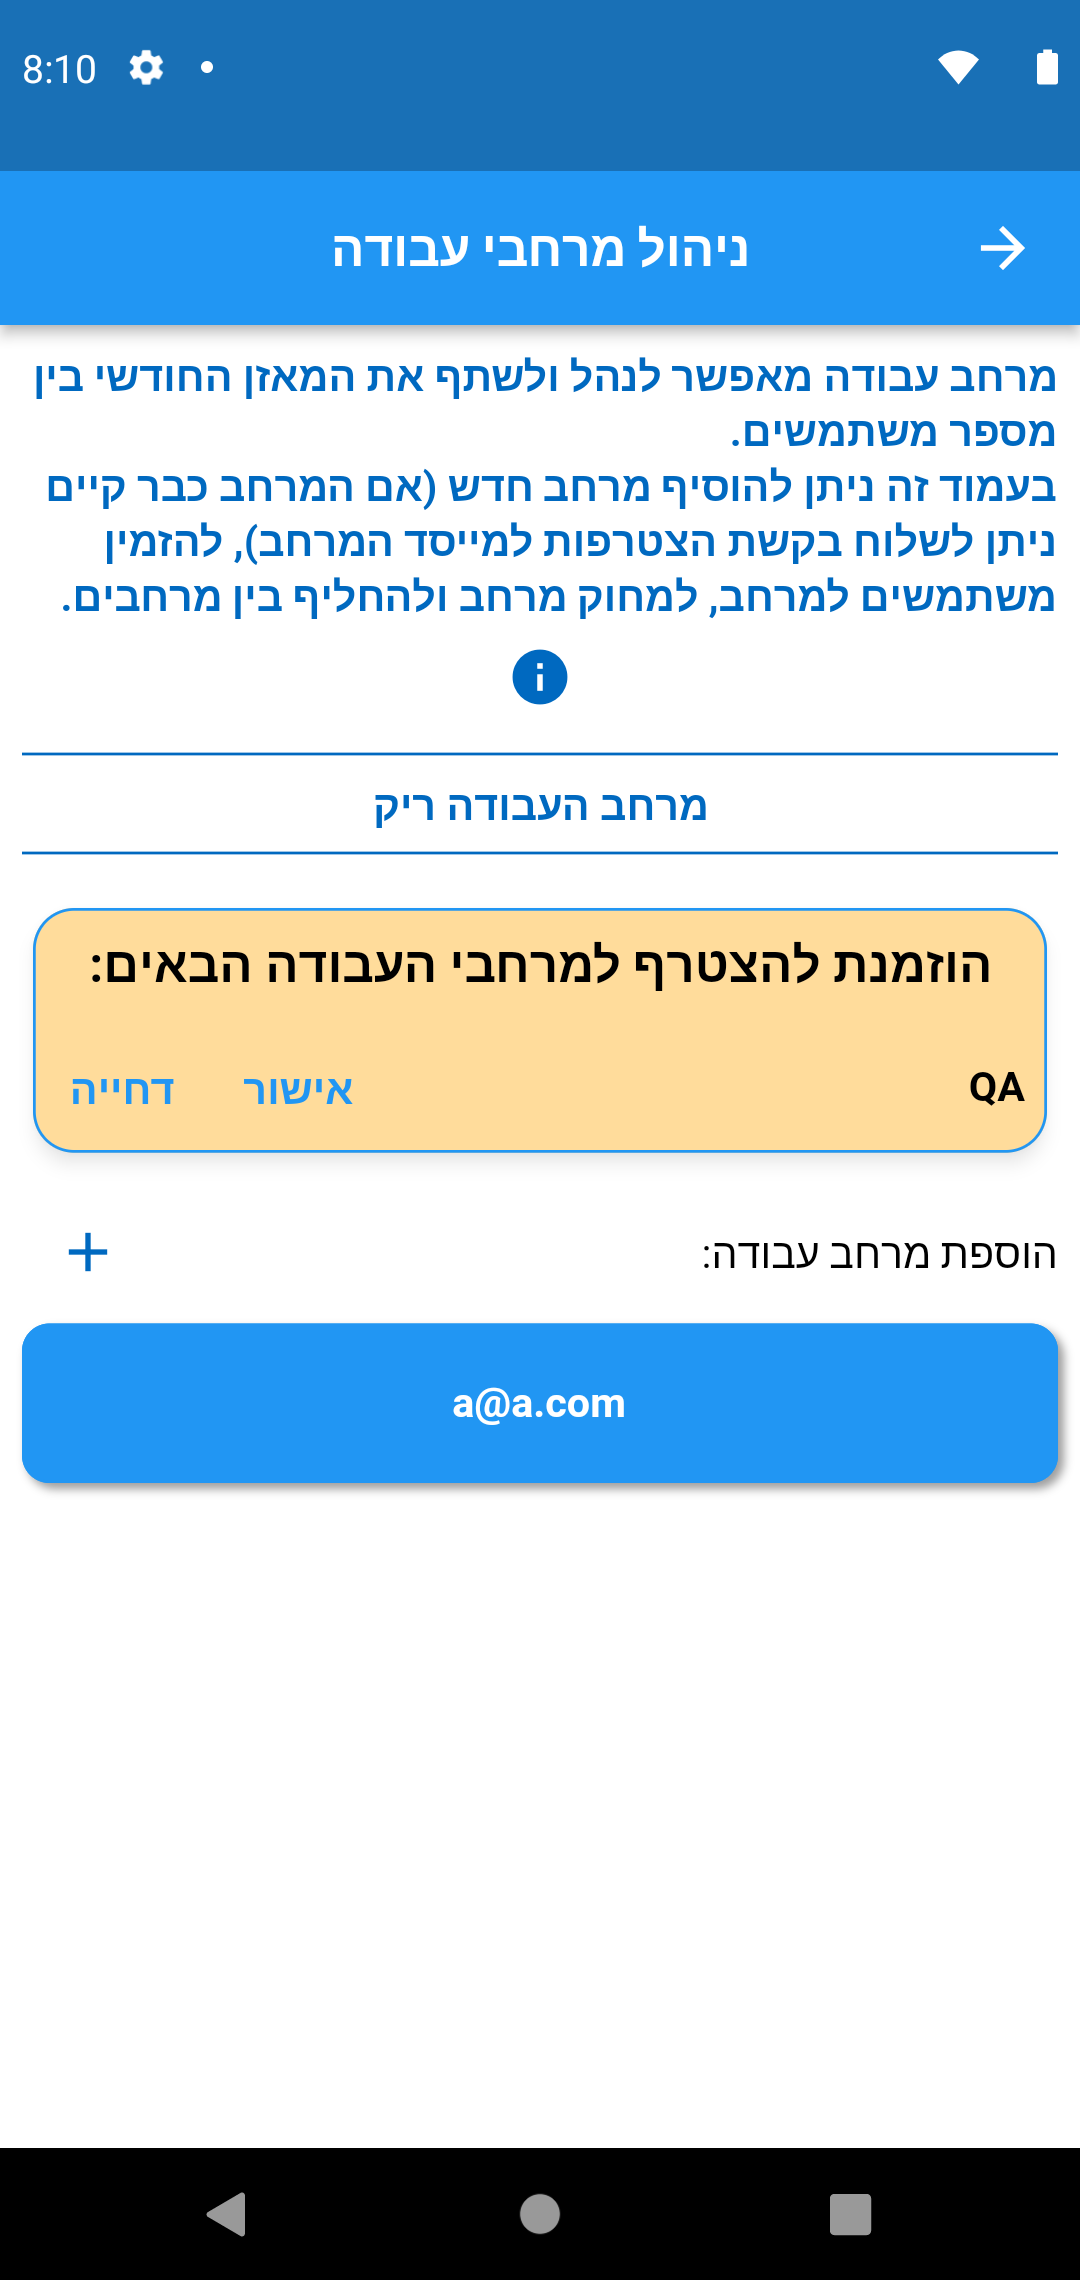 8:10
ניהול מרחבי עבודה
מרחב עבודה מאפשר לנהל ולשתף את המאזן החודשי בין
מספר משתמשים.
בעמוד זה ניתן להוסיף מרחב חדש (אם המרחב כבר קיים
ניתן לשלוח בקשת הצטרפות למייסד המרחב), להזמין
משתמשים למרחב, למחוק מרחב ולהחליף בין מרחבים.
מרחב העבודה ריק
הוזמנת להצטרף למרחבי העבודה הבאים:
QA אישור דחייה
הוספת מרחב עבודה:
a@a.com